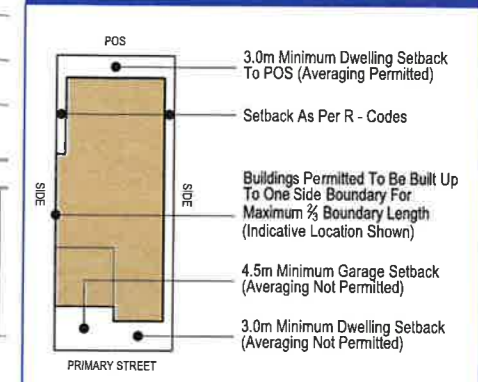 POS
3.0m Minimum Dwelling Setback
To POS (Averaging Permitted)
Setback As Per R - Codes
SIDE
SIDE
Buildings Permitted To Be Built Up
To One Side Boundary For
Maximum ⅔ Boundary Length
(Indicative Location Shown)
4.5m Minimum Garage Setback
(Averaging Not Permitted)
3.0m Minimum Dwelling Setback
(Averaging Not Permitted)
PRIMARY STREET